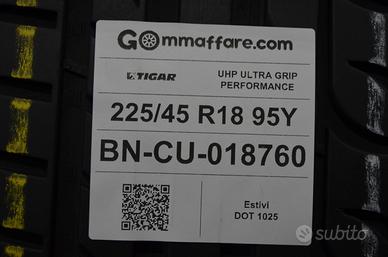 GOmmaffare.com
TIGAR
UHP ULTRA GRIP
PERFORMANCE
225/45 R18 95Y
BN-CU-018760
Estivi
DOT 1025
subito